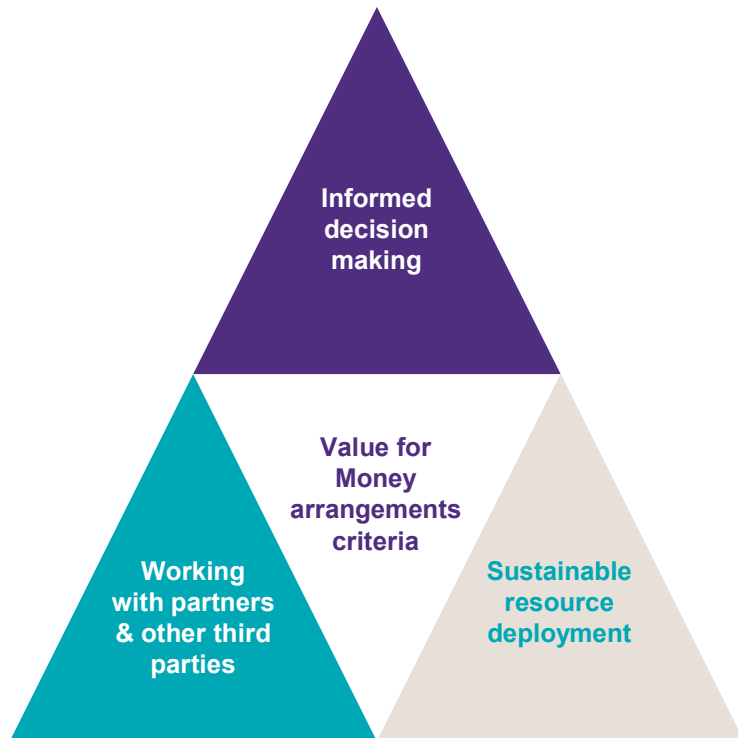 Informed
decision
making
Value for
Money
arrangements
criteria
Working
with partners
& other third
parties
Sustainable
resource
deployment